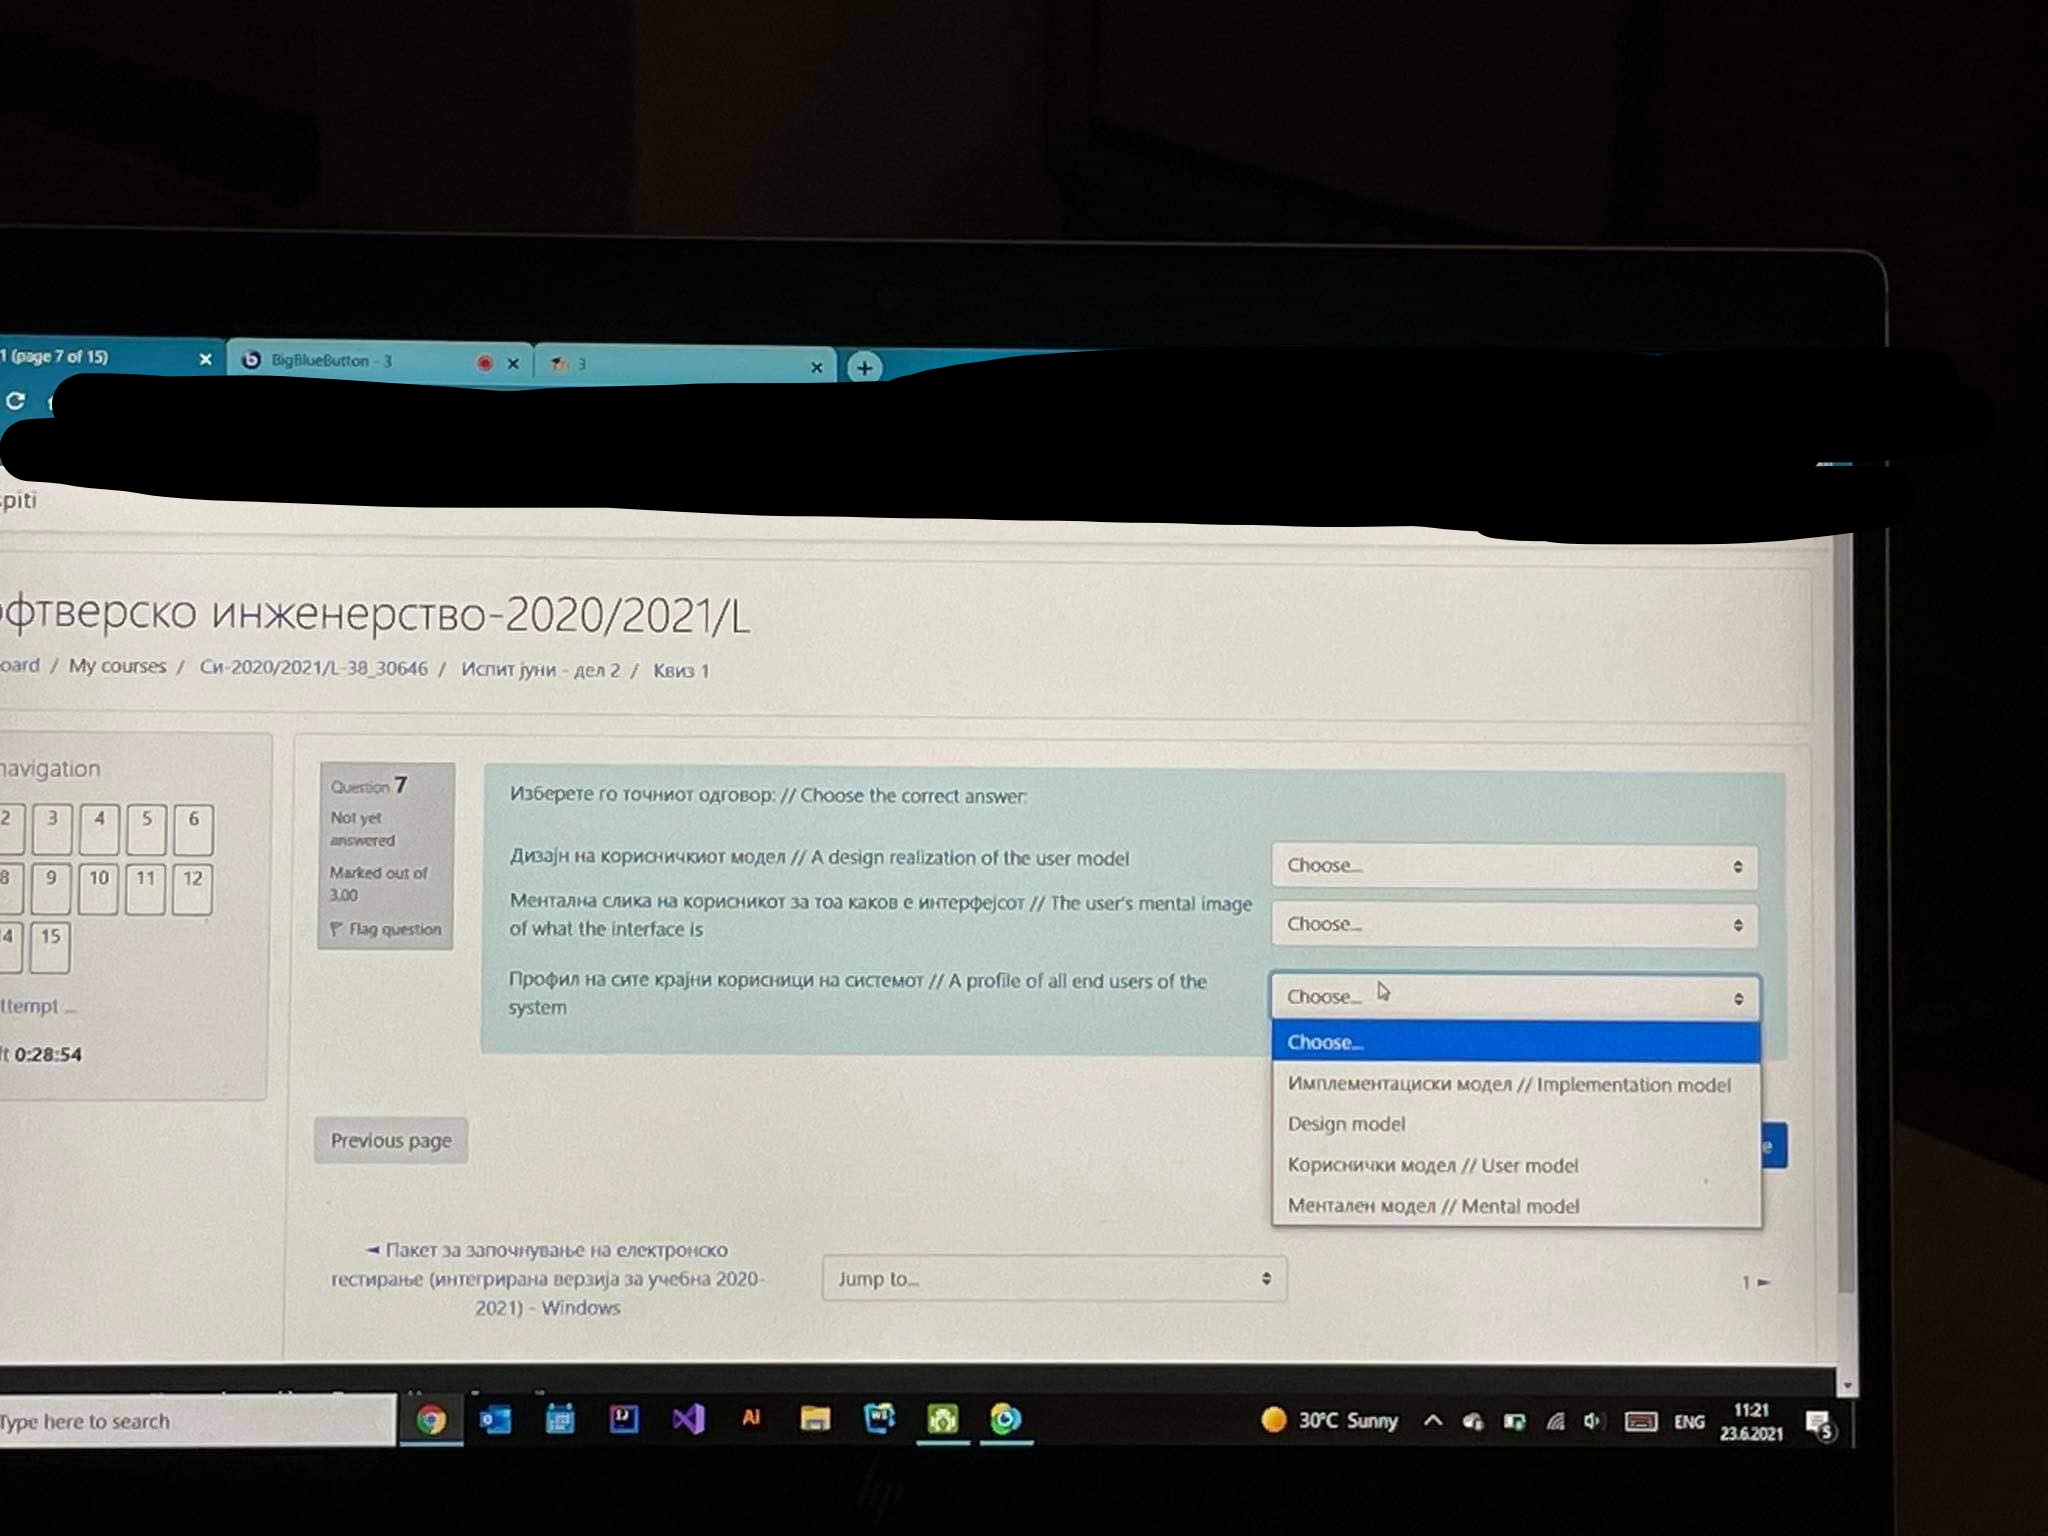 1 (page 7 of 15)
BigBlueButton - 3
3
piti
офтверско инженерство-2020/2021/L
oard / My courses / Си-2020/2021/L-38_30646 / Испит јуни - дел 2 / Квиз 1
navigation
2 3 4 5 6
8 9 10 11 12
4 15
ttempt ...
ft 0:28:54
Question 7
Not yet
answered
Marked out of
3.00
Flag question
Изберете го точниот одговор: // Choose the correct answer:
Дизајн на корисничкиот модел // A design realization of the user model
Choose...
Ментална слика на корисникот за тоа каков е интерфејсот // The user's mental image
of what the interface is
Choose...
Профил на сите крајни корисници на системот // A profile of all end users of the
system
Choose...
Choose...
Имплементациски модел // Implementation model
Design model
Кориснички модел // User model
Ментален модел // Mental model
Previous page
e
◄ Пакет за започнување на електронско
тестирање (интегрирана верзија за учебна 2020-
2021) - Windows
Jump to...
1 ►
Type here to search
30°C Sunny
ENG
11:21
23.6.2021
5
hp